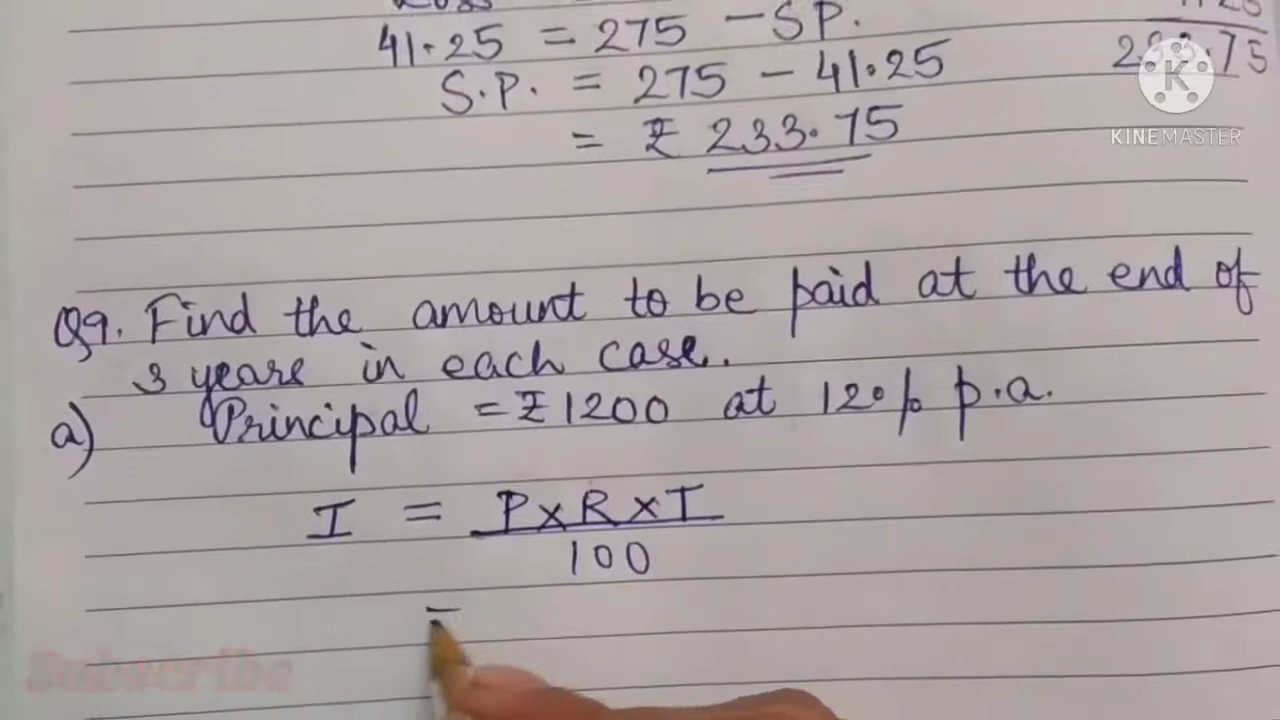 41.25 = 275 - S.P.
S.P. = 275 - 41.25
= ₹ 233.75
KINEMASTER
Q9. Find the amount to be paid at the end of
3 years in each case.
a) Principal = ₹1200 at 12% p.a.
I = P×R×T
100
Subscribe